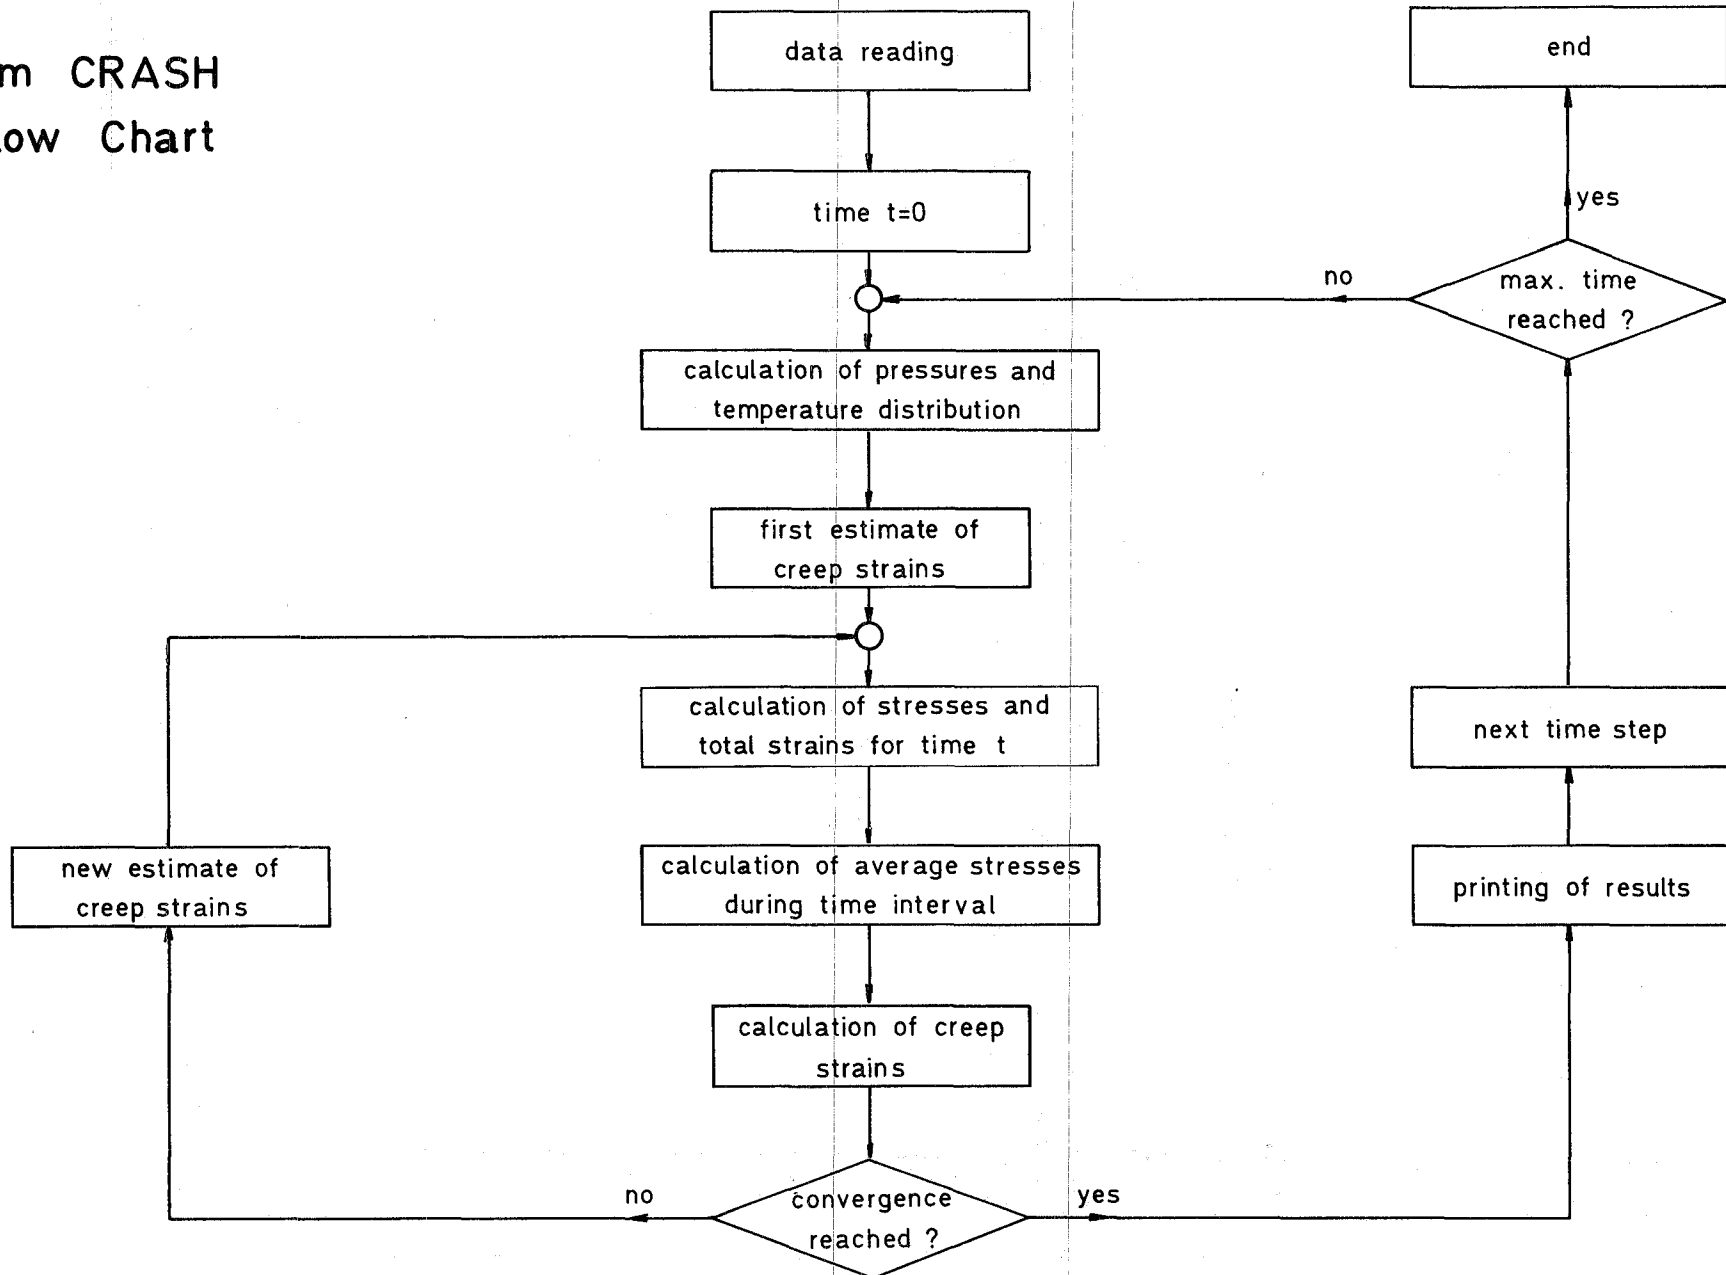 m CRASH
low Chart
data reading
time t=0
calculation of pressures and
temperature distribution
first estimate of
creep strains
calculation of stresses and
total strains for time t
calculation of average stresses
during time interval
calculation of creep
strains
convergence
reached ?
no
yes
new estimate of
creep strains
printing of results
next time step
max. time
reached ?
no
yes
end